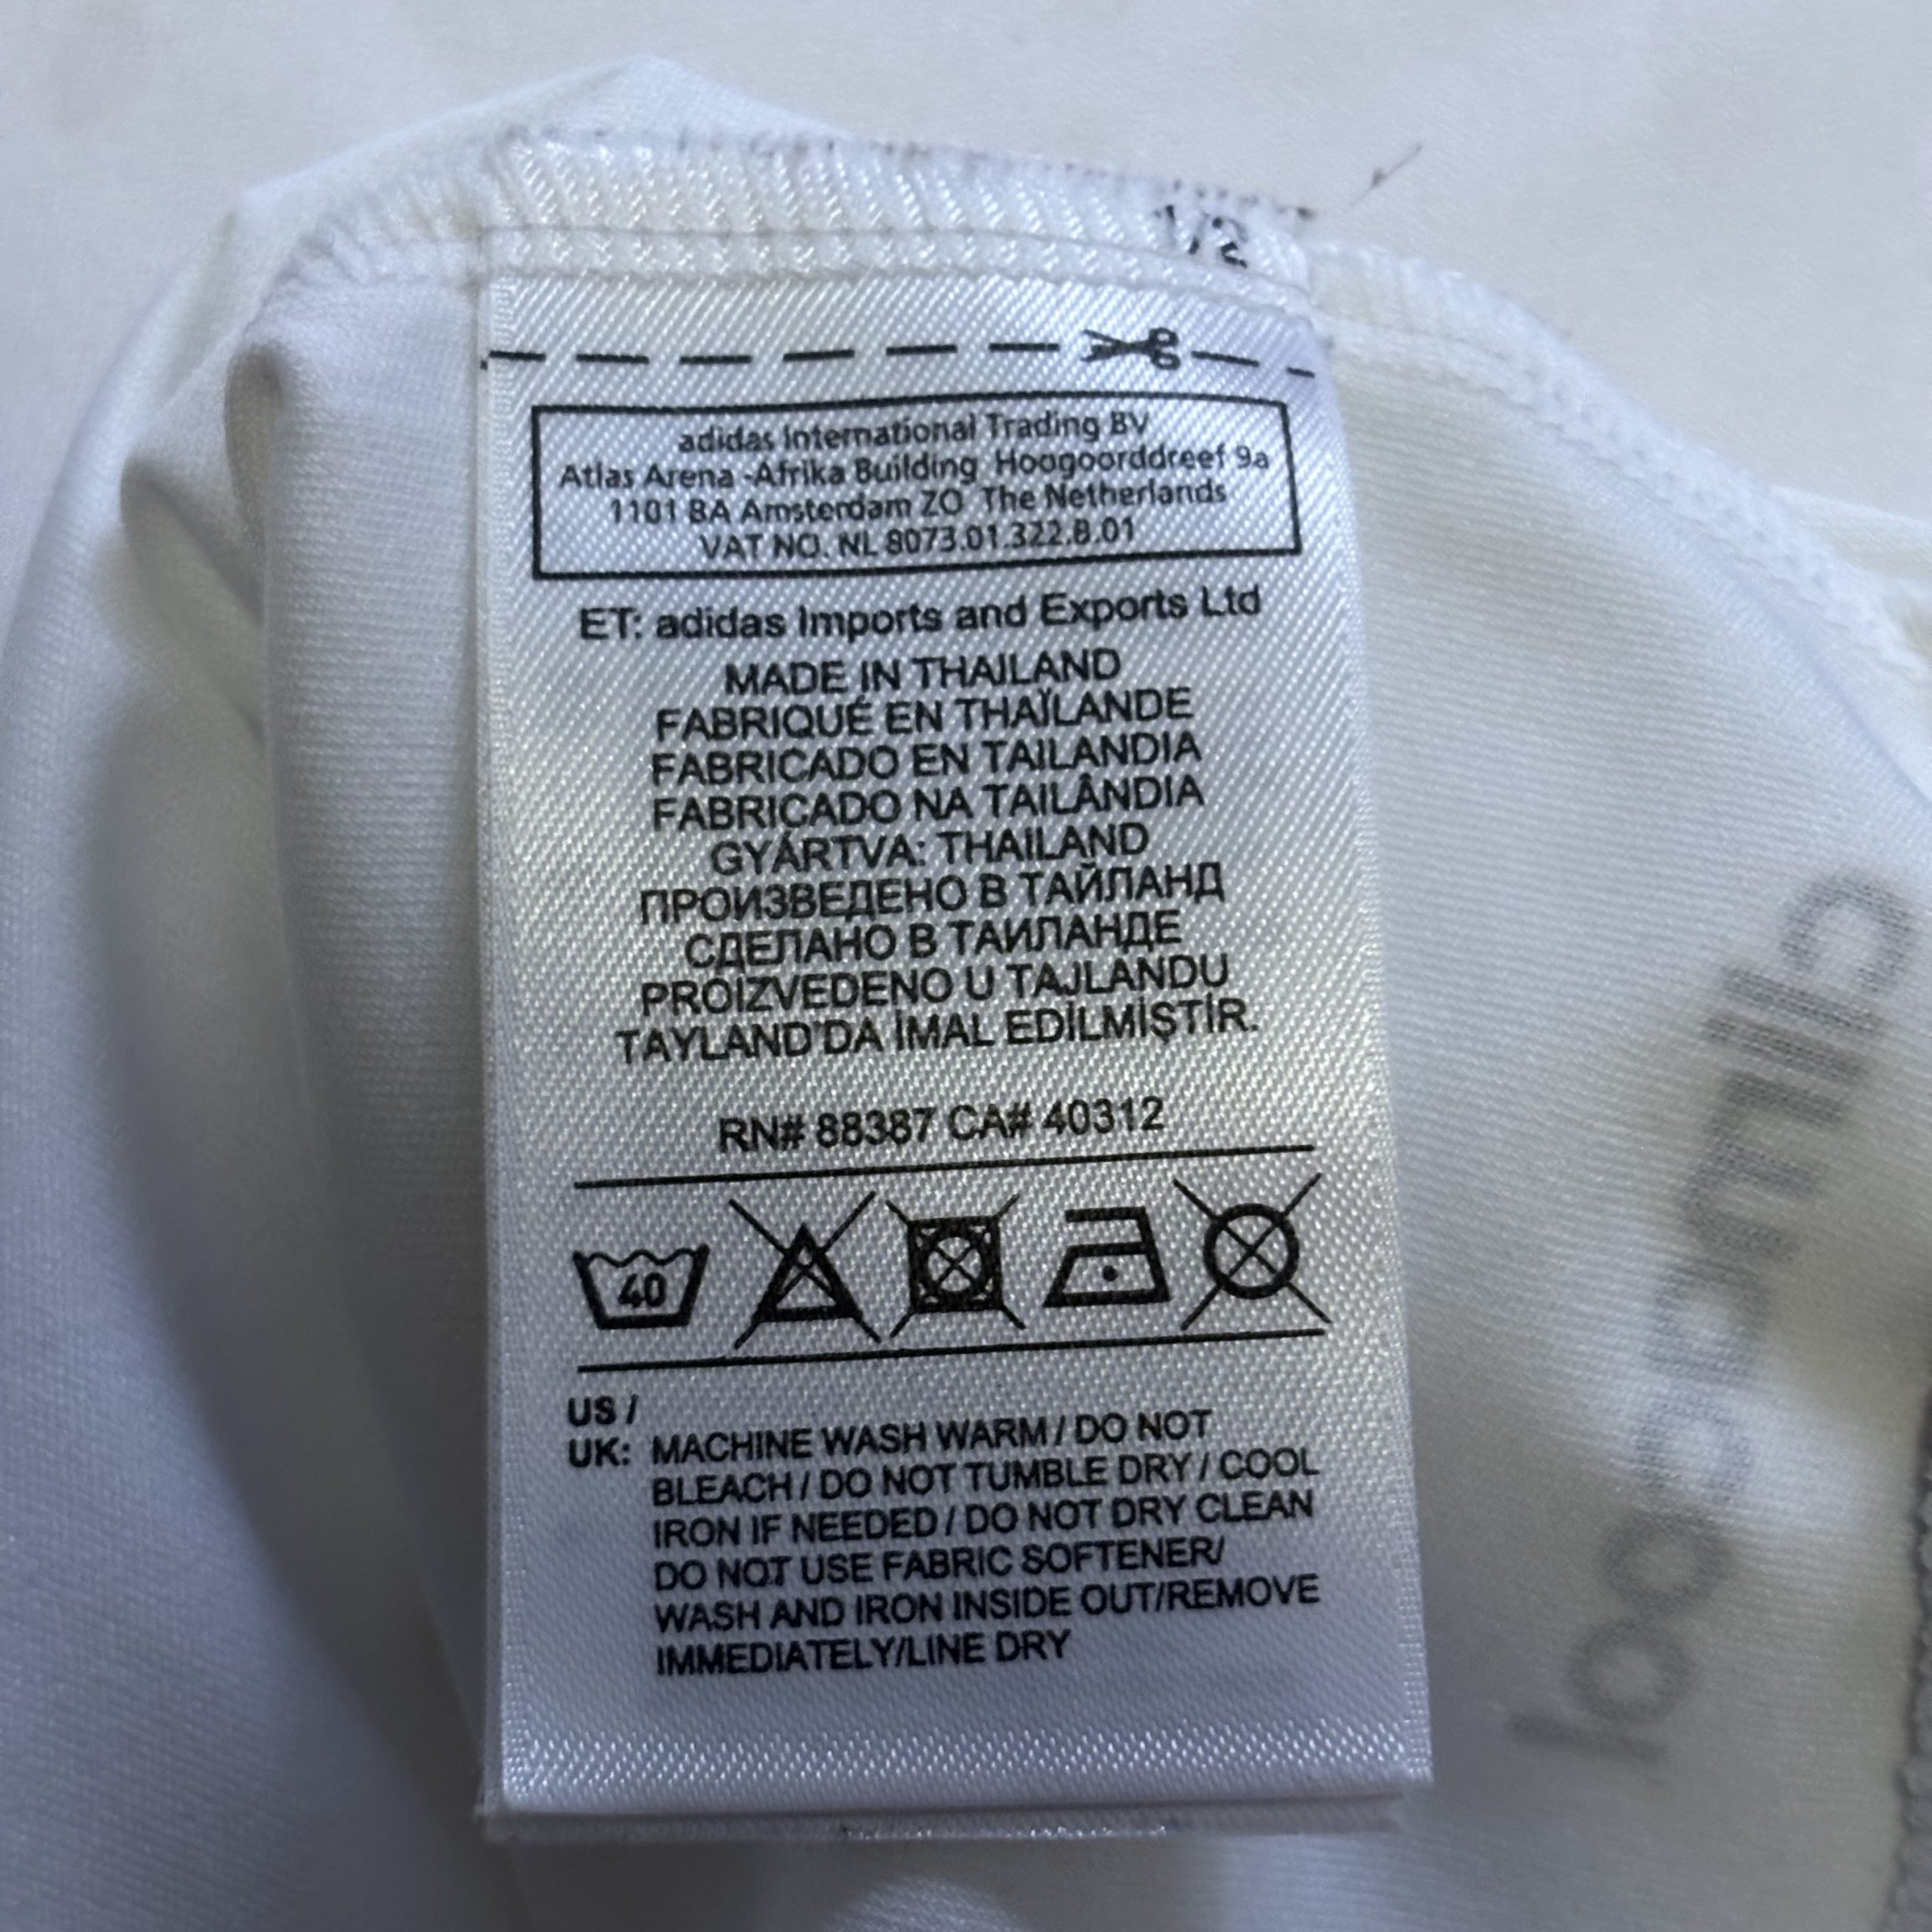 1/2
adidas International Trading BV
Atlas Arena -Afrika Building Hoogoorddreef 9a
1101 BA Amsterdam ZO The Netherlands
VAT NO. NL 8073.01.322.B.01
ET: adidas Imports and Exports Ltd
MADE IN THAILAND
FABRIQUÉ EN THAÏLANDE
FABRICADO EN TAILANDIA
FABRICADO NA TAILÂNDIA
GYÁRTVA: THAILAND
ПРОИЗВЕДЕНО В ТАЙЛАНД
СДЕЛАНО В ТАИЛАНДЕ
PROIZVEDENO U TAJLANDU
TAYLAND'DA İMAL EDİLMİŞTİR.
RN# 88387 CA# 40312
40
US /
UK: MACHINE WASH WARM / DO NOT
BLEACH / DO NOT TUMBLE DRY / COOL
IRON IF NEEDED / DO NOT DRY CLEAN
DO NOT USE FABRIC SOFTENER/
WASH AND IRON INSIDE OUT/REMOVE
IMMEDIATELY/LINE DRY